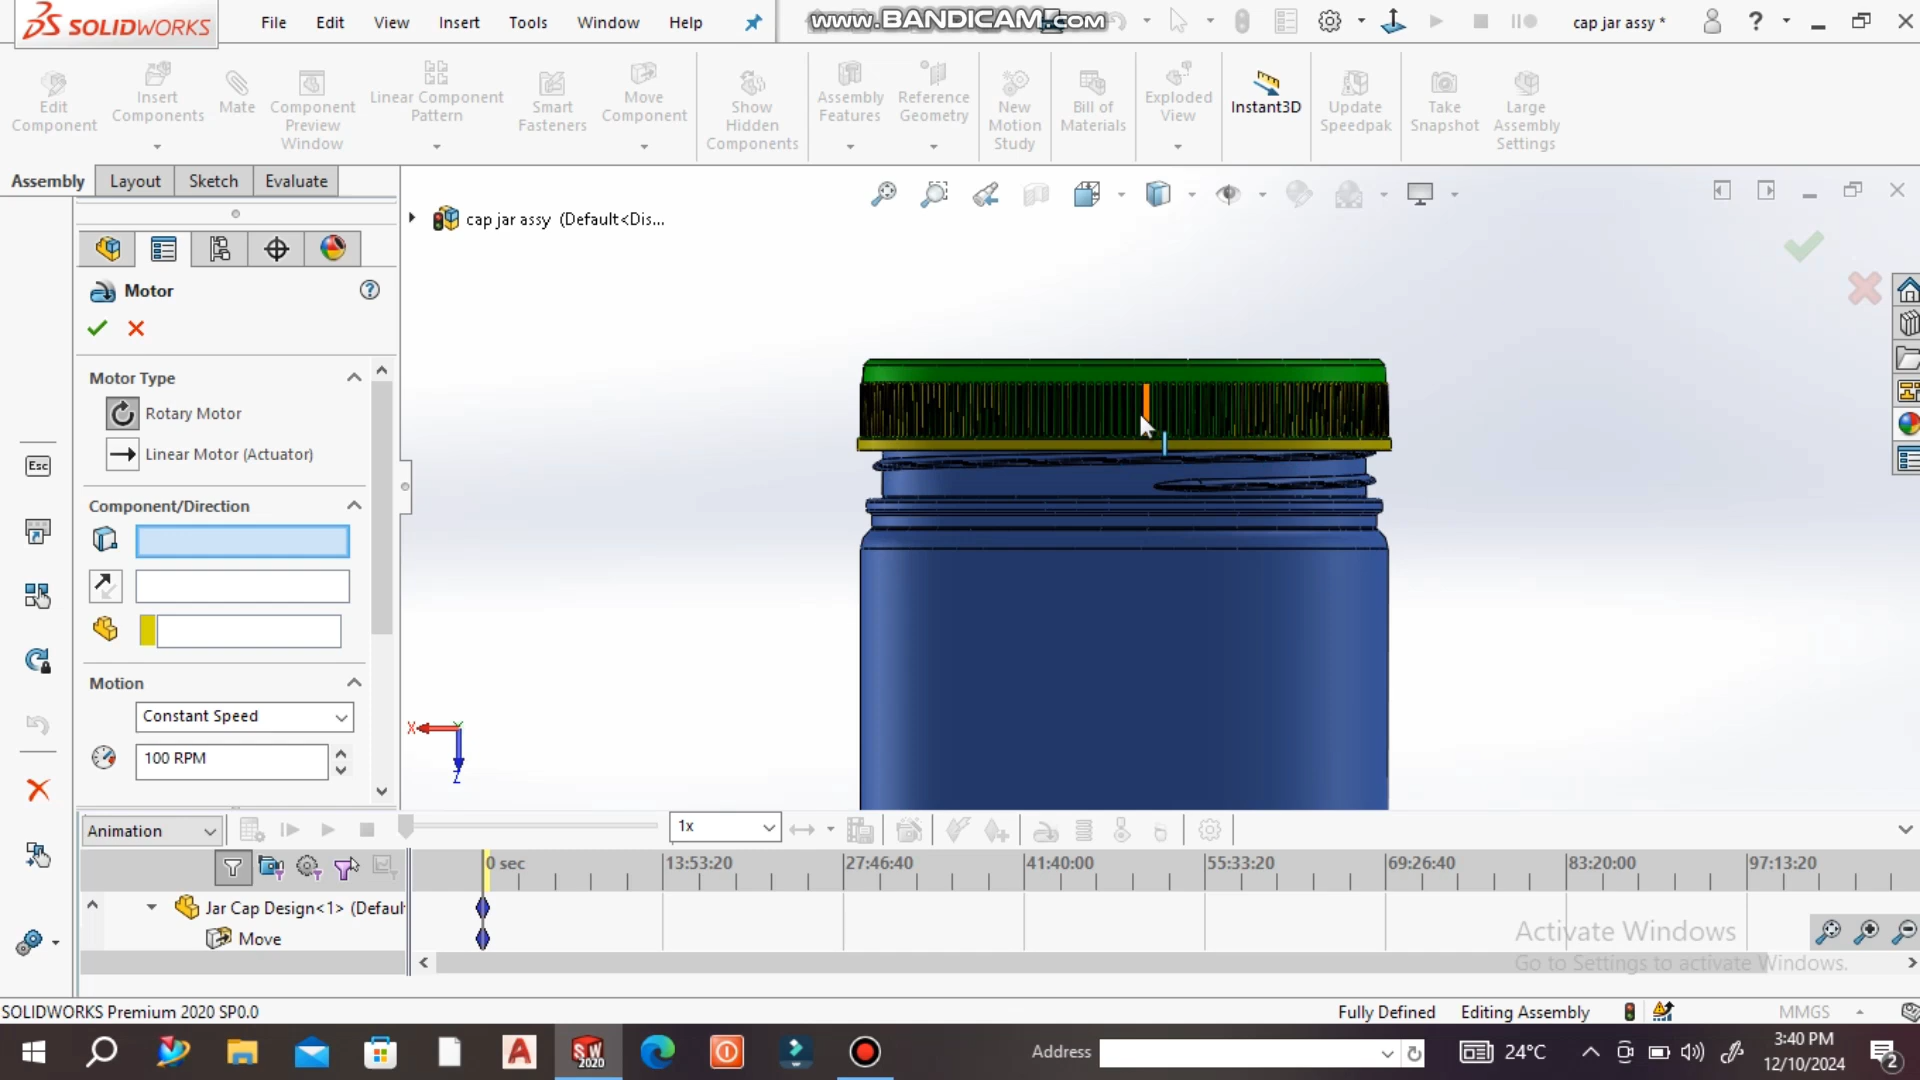 SOLIDWORKS File Edit View Insert Tools Window Help www.BANDICAM.com cap jar assy * ?
Edit Component
Insert Components
Mate
Component Preview Window
Linear Component Pattern
Smart Fasteners
Move Component
Show Hidden Components
Assembly Features
Reference Geometry
New Motion Study
Bill of Materials
Exploded View
Instant3D
Update Speedpak
Take Snapshot
Large Assembly Settings
Assembly Layout Sketch Evaluate
cap jar assy (Default<Dis...
Motor
Motor Type
Rotary Motor
Linear Motor (Actuator)
Esc
Component/Direction
Motion
Constant Speed
100 RPM
X
Y
Z
Animation 1x
0 sec 13:53:20 27:46:40 41:40:00 55:33:20 69:26:40 83:20:00 97:13:20
Jar Cap Design<1> (Defaul
Move
Activate Windows
Go to Settings to activate Windows.
SOLIDWORKS Premium 2020 SP0.0 Fully Defined Editing Assembly MMGS
Address 24°C 3:40 PM
12/10/2024
2
SW
2020